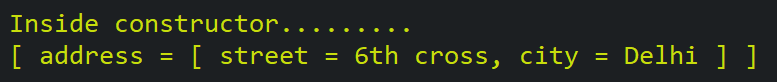 Inside constructor.........
[ address = [ street = 6th cross, city = Delhi ] ]